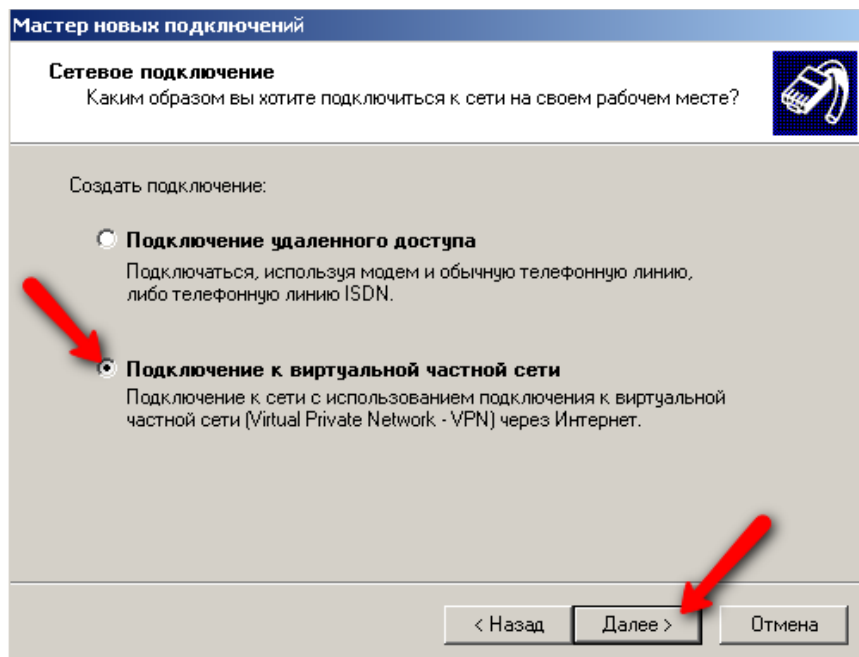 Мастер новых подключений
Сетевое подключение
Каким образом вы хотите подключиться к сети на своем рабочем месте?
Создать подключение:
Подключение удаленного доступа
Подключаться, используя модем и обычную телефонную линию,
либо телефонную линию ISDN.
Подключение к виртуальной частной сети
Подключение к сети с использованием подключения к виртуальной
частной сети (Virtual Private Network - VPN) через Интернет.
< Назад
Далее >
Отмена